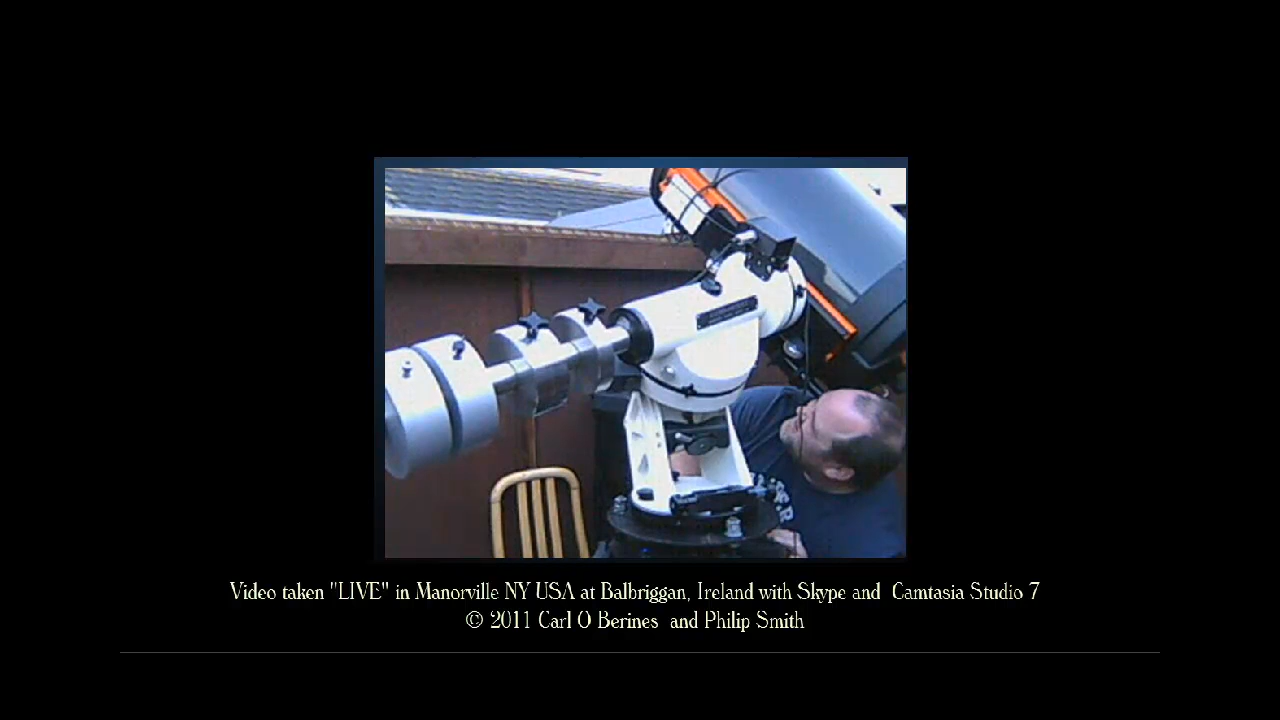 Video taken "LIVE" in Manorville NY USA at Balbriggan, Ireland with Skype and Camtasia Studio 7
© 2011 Carl O Berines and Philip Smith